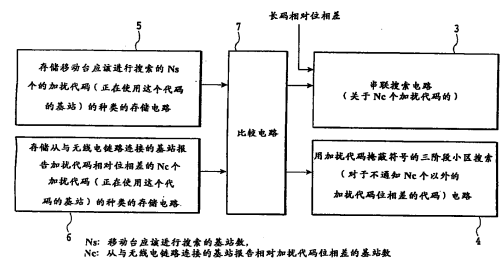 长码相对位相差
5
7
3
存储移动台应该进行搜索的 Ns
个的加扰代码(正在使用这个代码
的基站)的种类的存储电路
比较电路
串联搜索电路
(关于 Nc 个加扰代码的)
存储从与无线电链路连接的基站报
告加扰代码相对位相差的 Nc 个
加扰代码(正在使用这个代
码的基站)的种类的存储电路
用加扰代码掩蔽符号的三阶段小区搜索
(对于不通知 Nc 个以外的
加扰代码位相差的代码)电路
6
4
Ns: 移动台应该进行搜索的基站数,
Nc: 从与无线电链路连接的基站报告相对加扰代码位相差的基站数